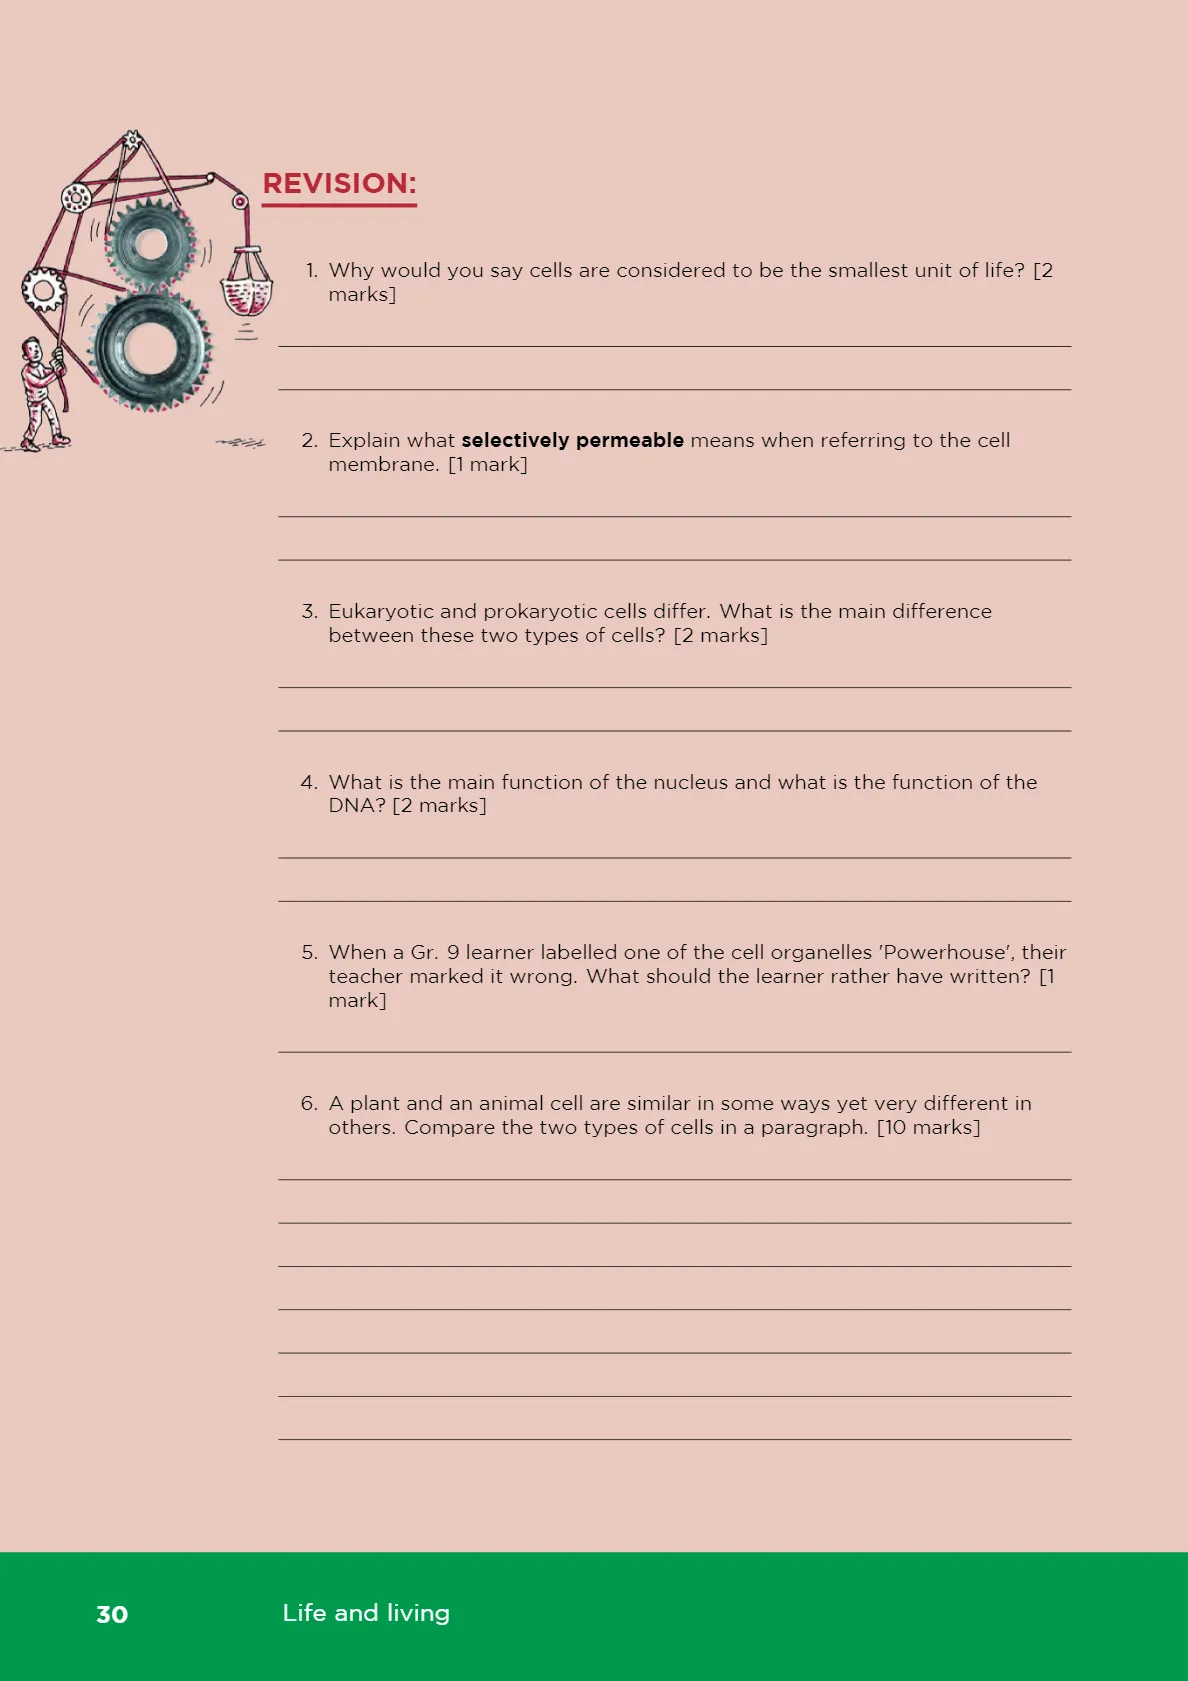 REVISION:
1. Why would you say cells are considered to be the smallest unit of life? [2
marks]
2. Explain what selectively permeable means when referring to the cell
membrane. [1 mark]
3. Eukaryotic and prokaryotic cells differ. What is the main difference
between these two types of cells? [2 marks]
4. What is the main function of the nucleus and what is the function of the
DNA? [2 marks]
5. When a Gr. 9 learner labelled one of the cell organelles 'Powerhouse', their
teacher marked it wrong. What should the learner rather have written? [1
mark]
6. A plant and an animal cell are similar in some ways yet very different in
others. Compare the two types of cells in a paragraph. [10 marks]
30 Life and living